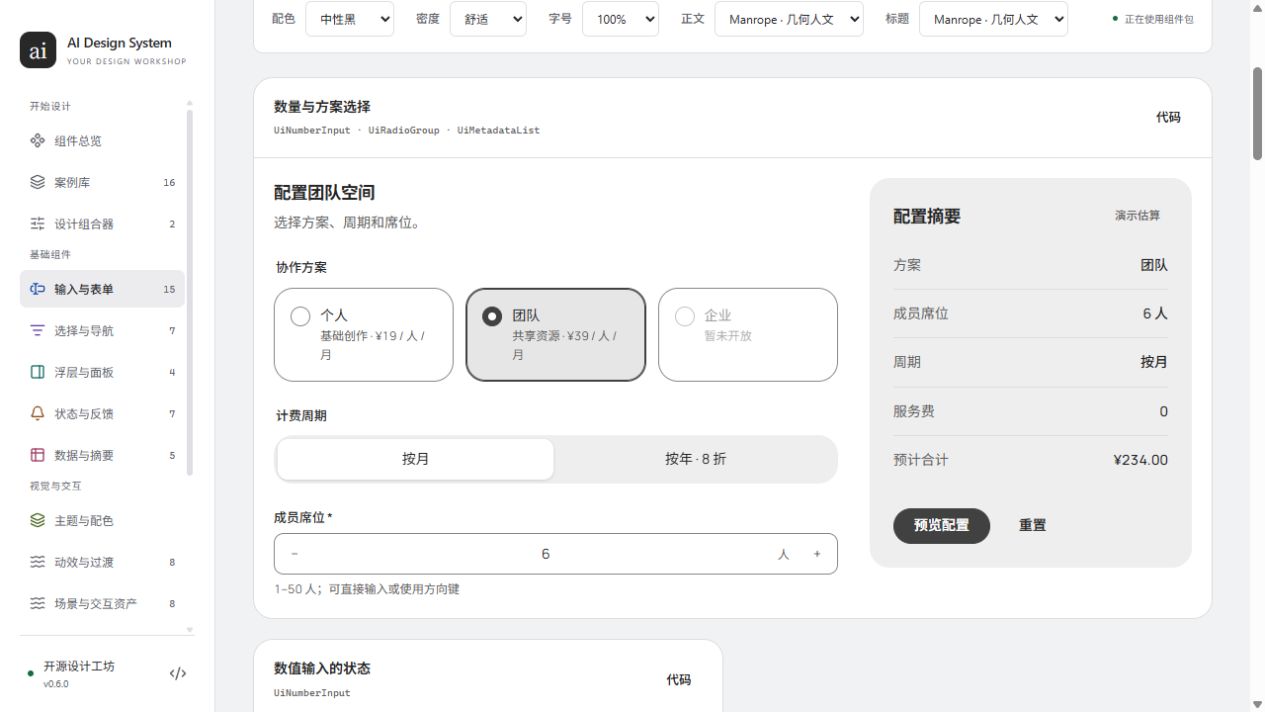 ai
AI Design System
YOUR DESIGN WORKSHOP
开始设计
组件总览
案例库 16
设计组合器 2
基础组件
输入与表单 15
选择与导航 7
浮层与面板 4
状态与反馈 7
数据与摘要 5
视觉与交互
主题与配色
动效与过渡 8
场景与交互资产 8
开源设计工坊
v0.6.0
</>
配色 中性黑 密度 舒适 字号 100% 正文 Manrope · 几何人文 标题 Manrope · 几何人文 正在使用组件包
数量与方案选择
UiNumberInput · UiRadioGroup · UiMetadataList
代码
配置团队空间
选择方案、周期和席位。
协作方案
个人
基础创作 · ¥19 / 人 /
月
团队
共享资源 · ¥39 / 人 /
月
企业
暂未开放
计费周期
按月 按年 · 8 折
成员席位 *
− 6 人 +
1–50 人；可直接输入或使用方向键
配置摘要 演示估算
方案 团队
成员席位 6 人
周期 按月
服务费 0
预计合计 ¥234.00
预览配置 重置
数值输入的状态
UiNumberInput
代码